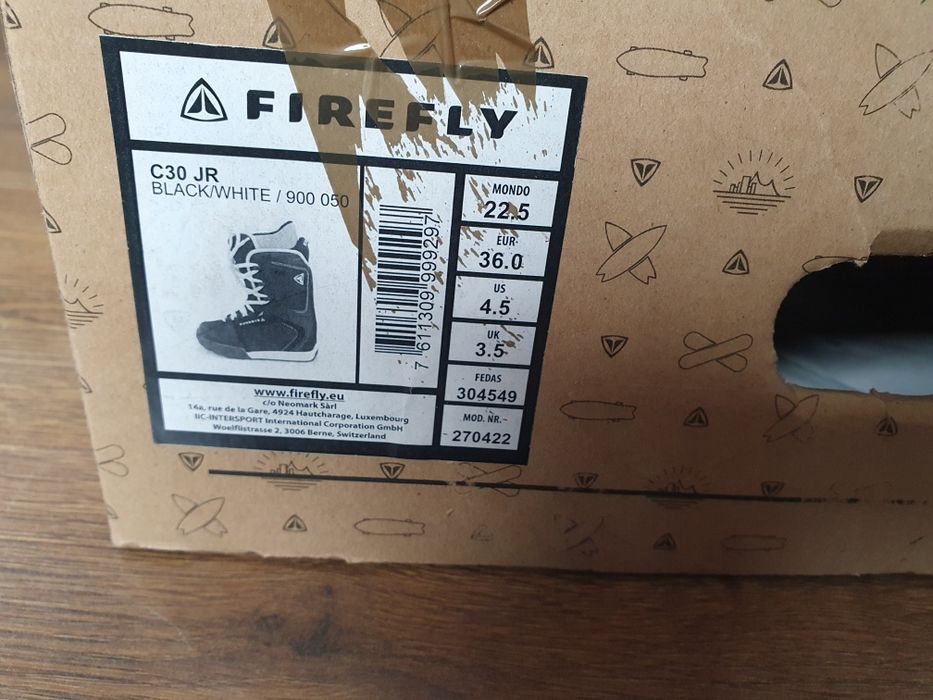 FIREFLY
C30 JR
BLACK/WHITE / 900 050
7 611309 999297
MONDO
22.5
EUR
36.0
US
4.5
UK
3.5
FEDAS
304549
MOD. NR.
270422
www.firefly.eu
c/o Neomark Sàrl
14a, rue de la Gare, 4924 Hautcharage, Luxembourg
IIC-INTERSPORT International Corporation GmbH
Woelflistrasse 2, 3006 Berne, Switzerland